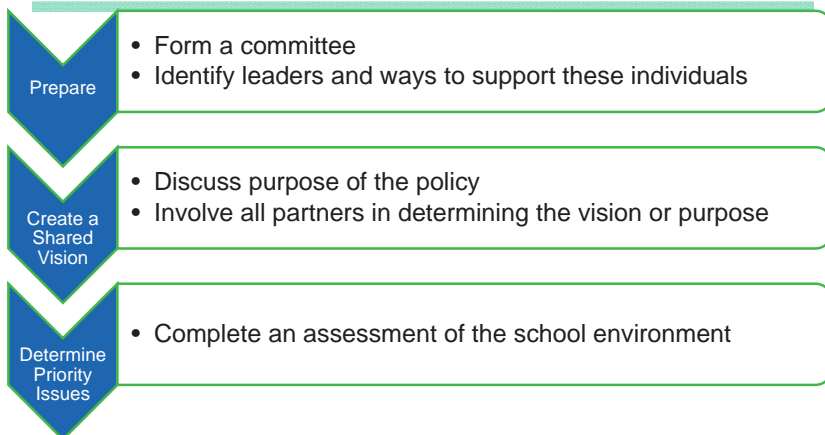 Prepare
• Form a committee
• Identify leaders and ways to support these individuals
Create a
Shared
Vision
• Discuss purpose of the policy
• Involve all partners in determining the vision or purpose
Determine
Priority
Issues
• Complete an assessment of the school environment